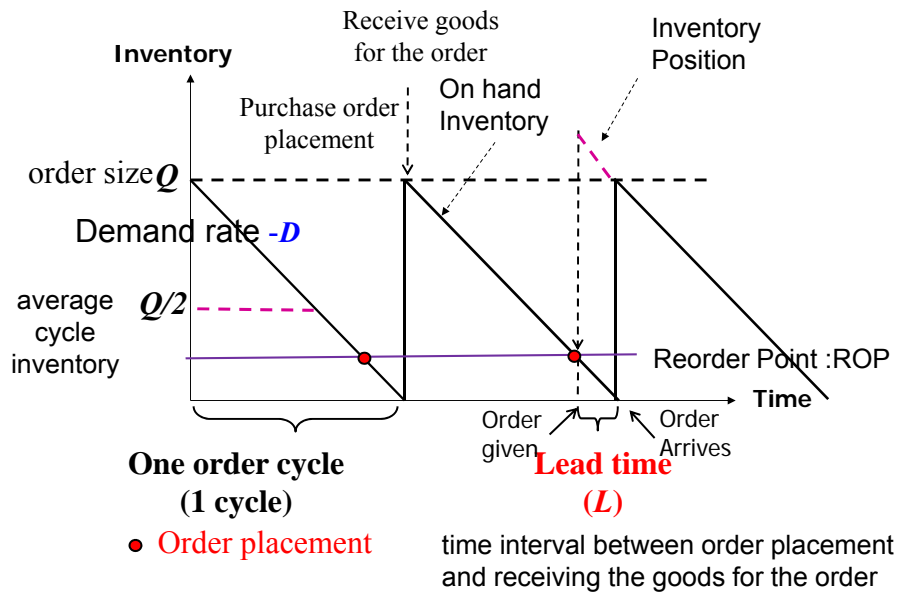 Receive goods
for the order
Inventory
Inventory
Position
On hand
Inventory
Purchase order
placement
order size Q
Demand rate -D
average
cycle
inventory
Q/2
Reorder Point :ROP
Time
Order
given
Order
Arrives
One order cycle
(1 cycle)
Lead time
(L)
Order placement
time interval between order placement
and receiving the goods for the order